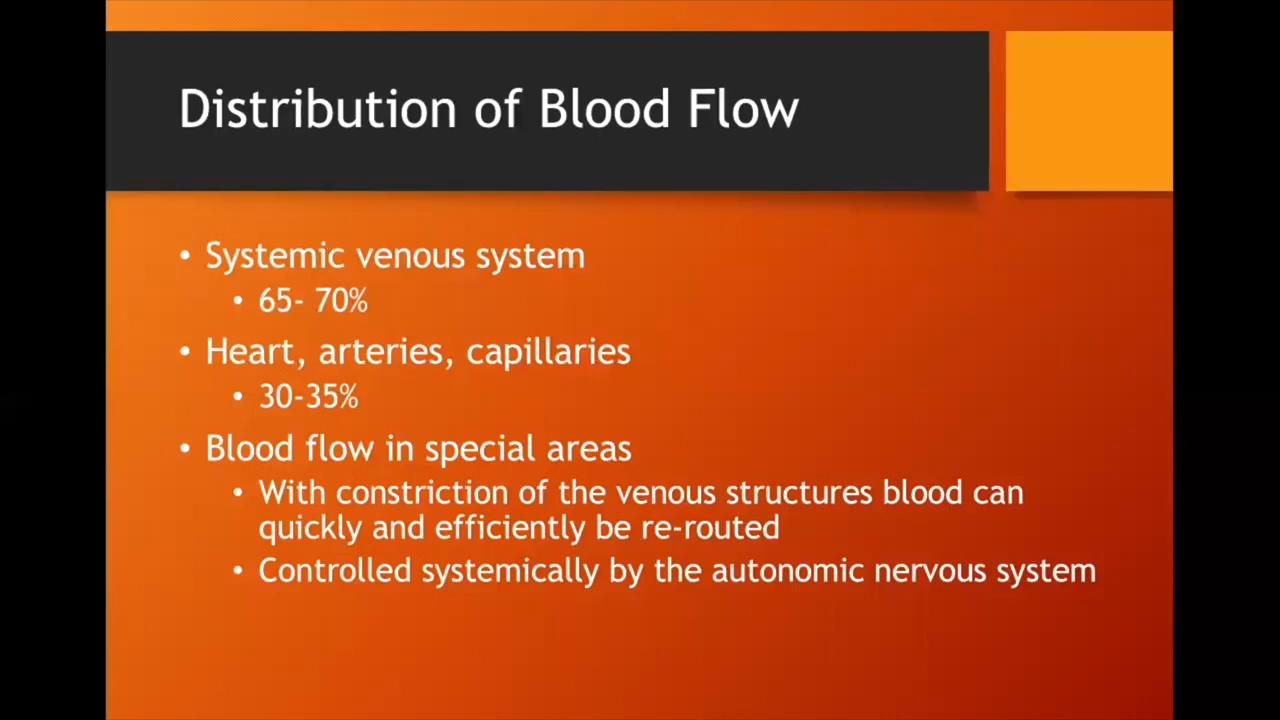 Distribution of Blood Flow
• Systemic venous system
• 65- 70%
• Heart, arteries, capillaries
• 30-35%
• Blood flow in special areas
• With constriction of the venous structures blood can
quickly and efficiently be re-routed
• Controlled systemically by the autonomic nervous system